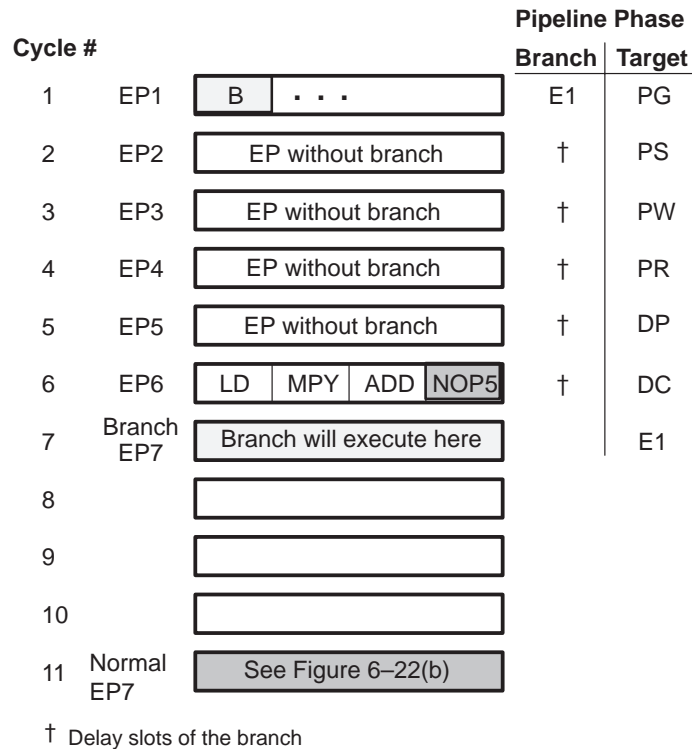 Pipeline Phase
Cycle #
Branch Target
1 EP1 B . . . E1 PG
2 EP2 EP without branch † PS
3 EP3 EP without branch † PW
4 EP4 EP without branch † PR
5 EP5 EP without branch † DP
6 EP6 LD MPY ADD NOP5 † DC
7 Branch EP7 Branch will execute here E1
8
9
10
11 Normal EP7 See Figure 6–22(b)
† Delay slots of the branch